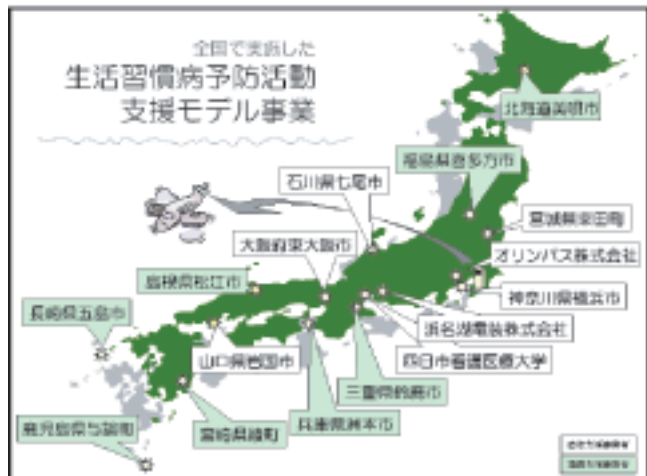 全国で実施した
生活習慣病予防活動
支援モデル事業
北海道美唄市
福島県喜多方市
石川県七尾市
宮城県柴田町
大阪府東大阪市
オリンパス株式会社
島根県松江市
神奈川県横浜市
長崎県五島市
浜名湖電装株式会社
山口県岩国市
四日市看護医療大学
三重県鈴鹿市
兵庫県洲本市
鹿児島県与論町
宮崎県綾町